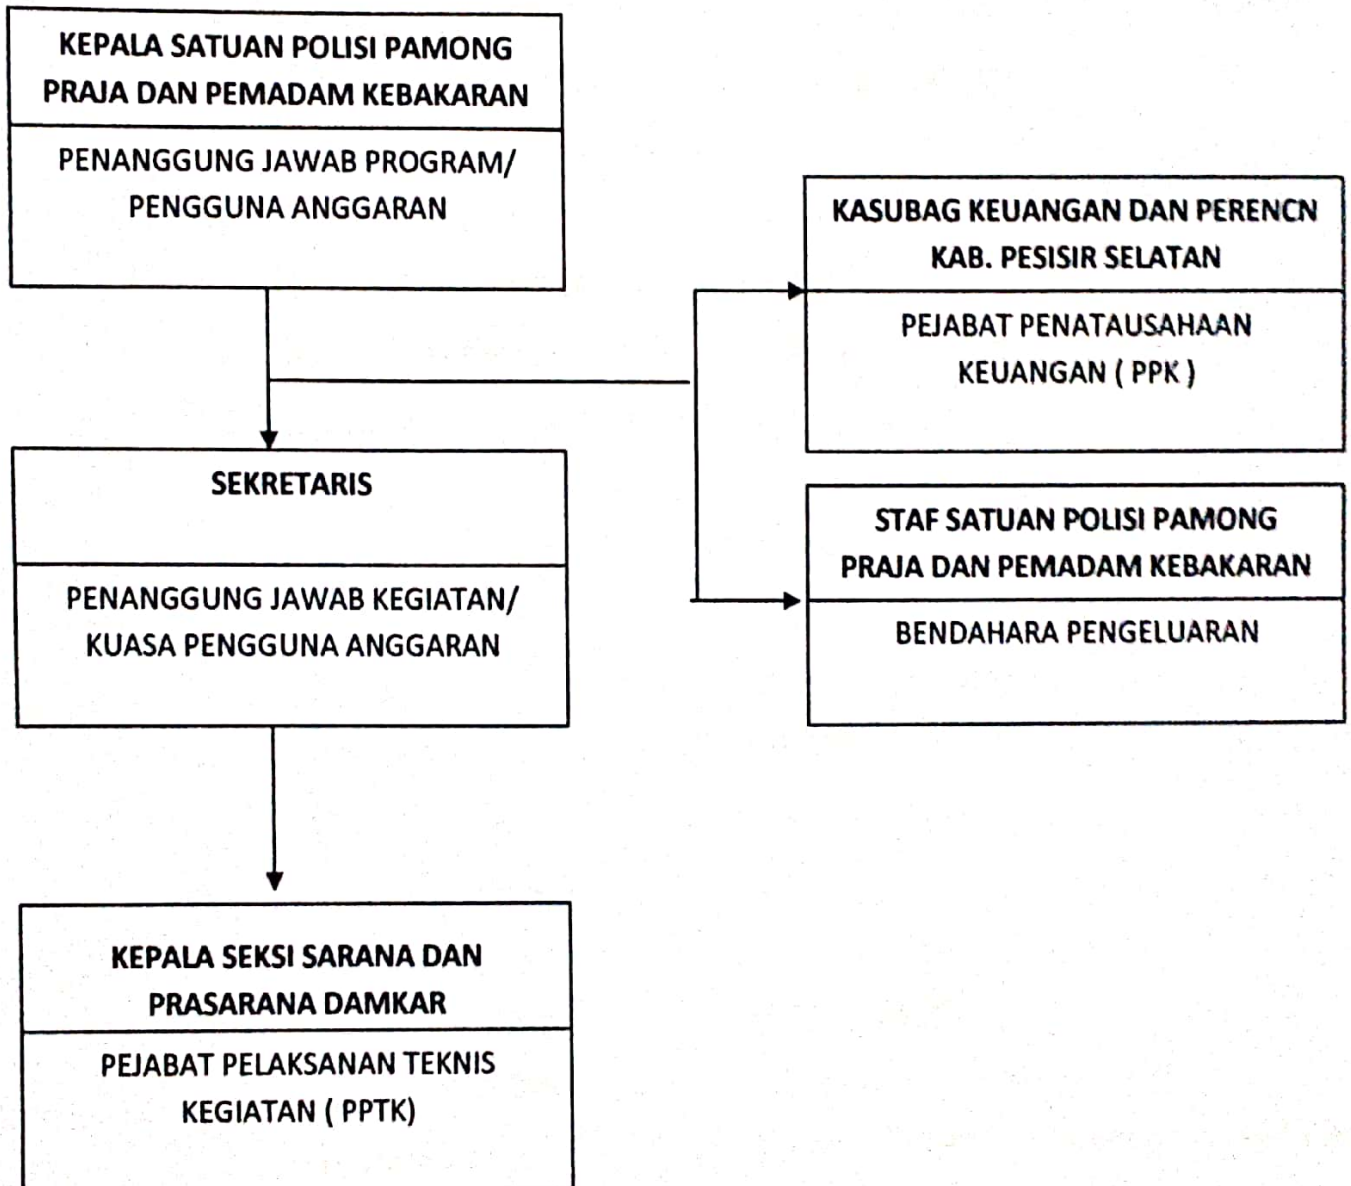 KEPALA SATUAN POLISI PAMONG
PRAJA DAN PEMADAM KEBAKARAN
PENANGGUNG JAWAB PROGRAM/
PENGGUNA ANGGARAN
KASUBAG KEUANGAN DAN PERENCN
KAB. PESISIR SELATAN
PEJABAT PENATAUSAHAAN
KEUANGAN ( PPK )
SEKRETARIS
PENANGGUNG JAWAB KEGIATAN/
KUASA PENGGUNA ANGGARAN
STAF SATUAN POLISI PAMONG
PRAJA DAN PEMADAM KEBAKARAN
BENDAHARA PENGELUARAN
KEPALA SEKSI SARANA DAN
PRASARANA DAMKAR
PEJABAT PELAKSANAN TEKNIS
KEGIATAN ( PPTK)